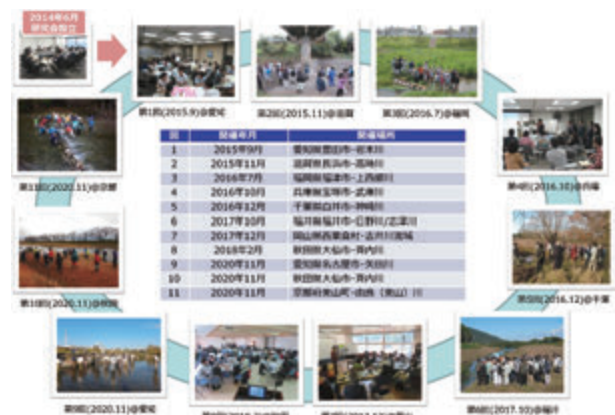 2014年6月
研究会設立
第1回(2015.9)@愛知
第2回(2015.11)@滋賀
第3回(2016.7)@福岡
第4回(2016.10)@兵庫
第5回(2016.12)@千葉
第6回(2017.10)@福井
第9回(2020.11)@愛知
第10回(2020.11)@秋田
第11回(2020.11)@京都
回 開催年月 開催場所
1 2015年9月 愛知県豊田市-岩本川
2 2015年11月 滋賀県長浜市-高時川
3 2016年7月 福岡県福津市-上西郷川
4 2016年10月 兵庫県宝塚市-武庫川
5 2016年12月 千葉県白井市-神崎川
6 2017年10月 福井県福井市-日野川/志津川
7 2017年12月 岡山県西粟倉村-吉井川流域
8 2018年2月 秋田県大仙市-斉内川
9 2020年11月 愛知県名古屋市-矢田川
10 2020年11月 秋田県大仙市-斉内川
11 2020年11月 京都府東山町-由良（東山）川